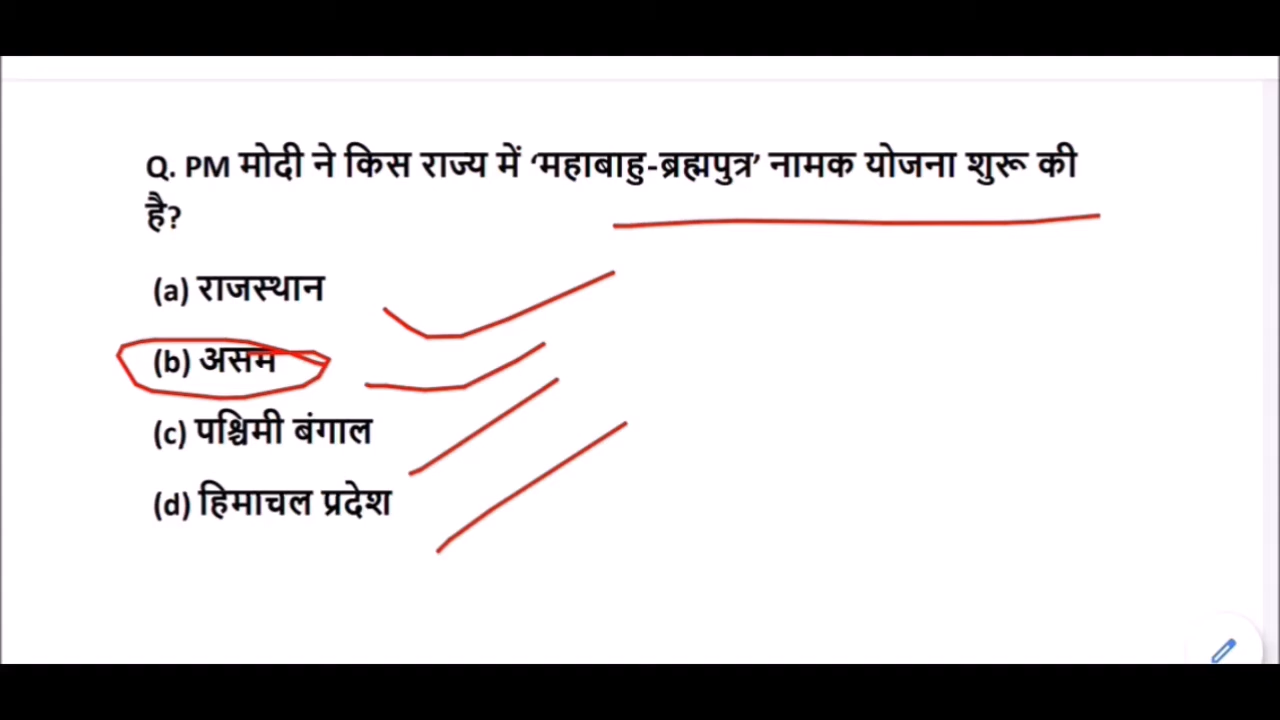 Q. PM मोदी ने किस राज्य में ‘महाबाहु-ब्रह्मपुत्र’ नामक योजना शुरू की
है?
(a) राजस्थान
(b) असम
(c) पश्चिमी बंगाल
(d) हिमाचल प्रदेश